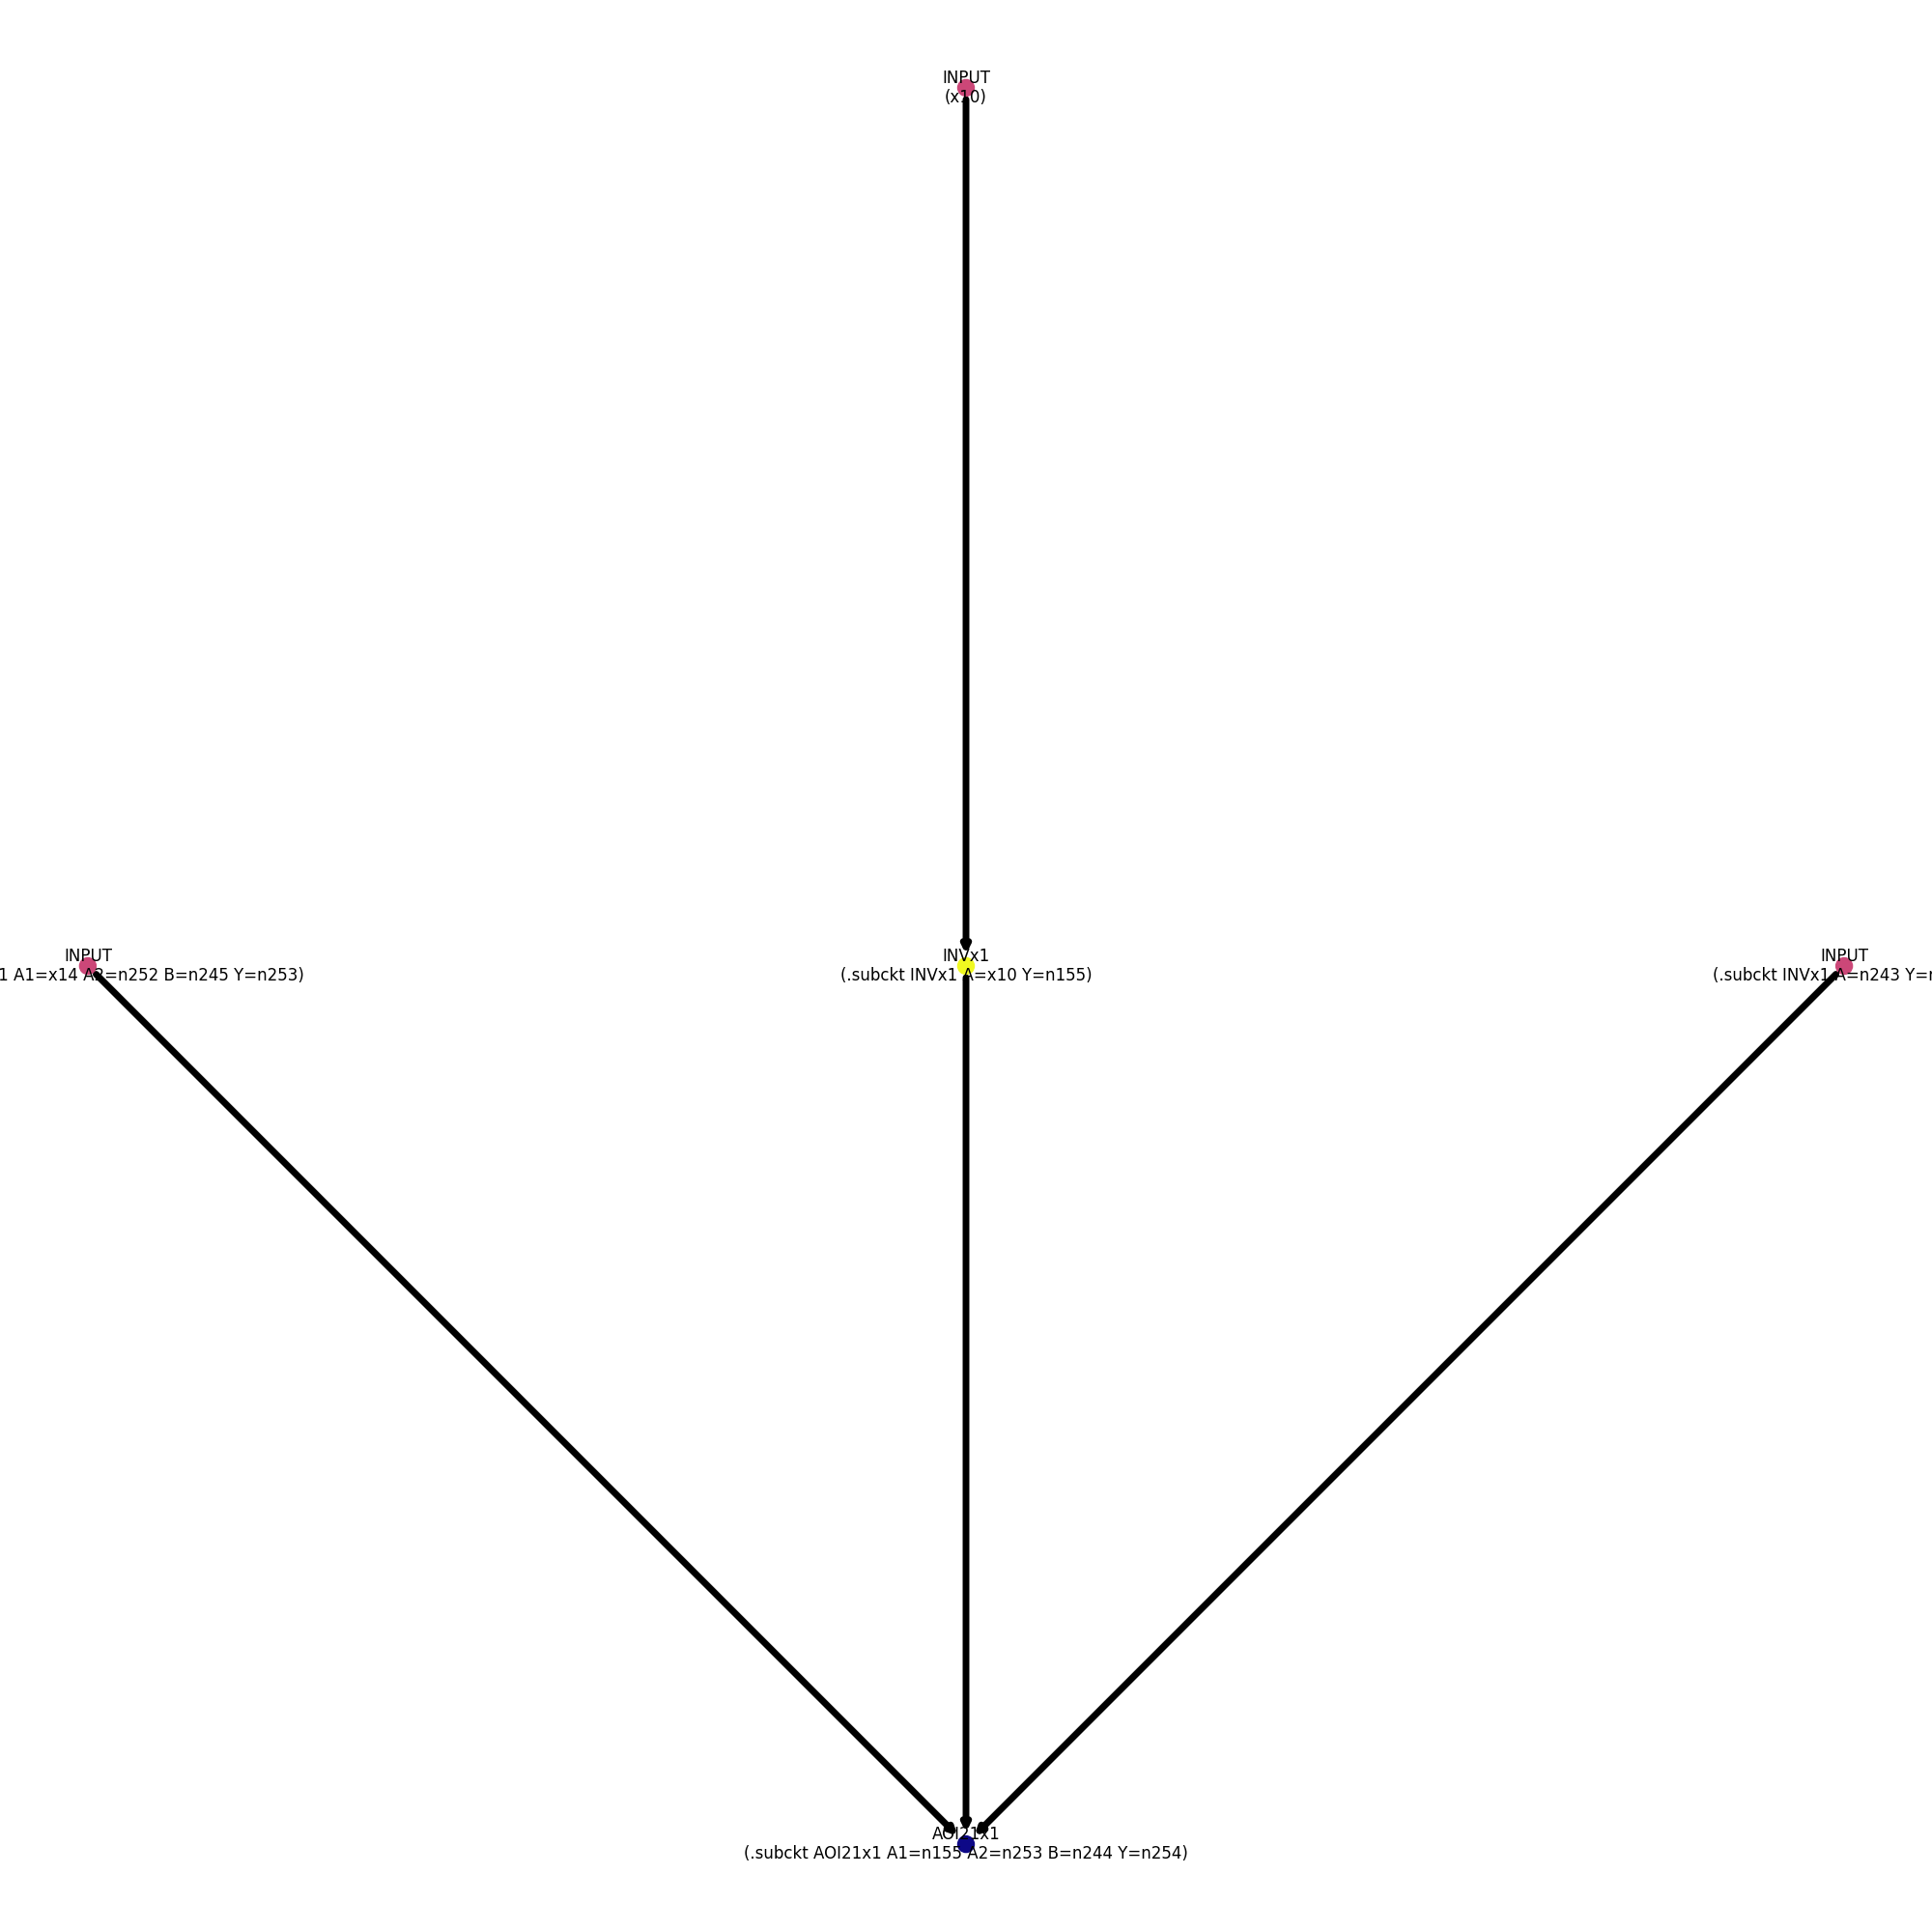 INPUT
(x10)
INPUT
1 A1=x14 A2=n252 B=n245 Y=n253)
INVx1
(.subckt INVx1 A=x10 Y=n155)
INPUT
(.subckt INVx1 A=n243 Y=
AOI21x1
(.subckt AOI21x1 A1=n155 A2=n253 B=n244 Y=n254)